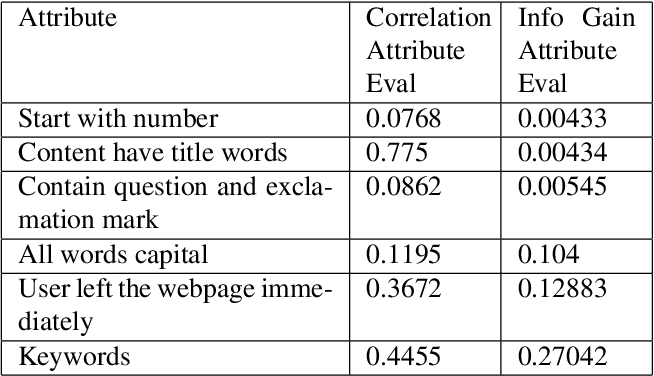 Attribute Correlation Info Gain
Attribute Attribute
Eval Eval
Start with number 0.0768 0.00433
Content have title words 0.775 0.00434
Contain question and excla- 0.0862 0.00545
mation mark
All words capital 0.1195 0.104
User left the webpage imme- 0.3672 0.12883
diately
Keywords 0.4455 0.27042